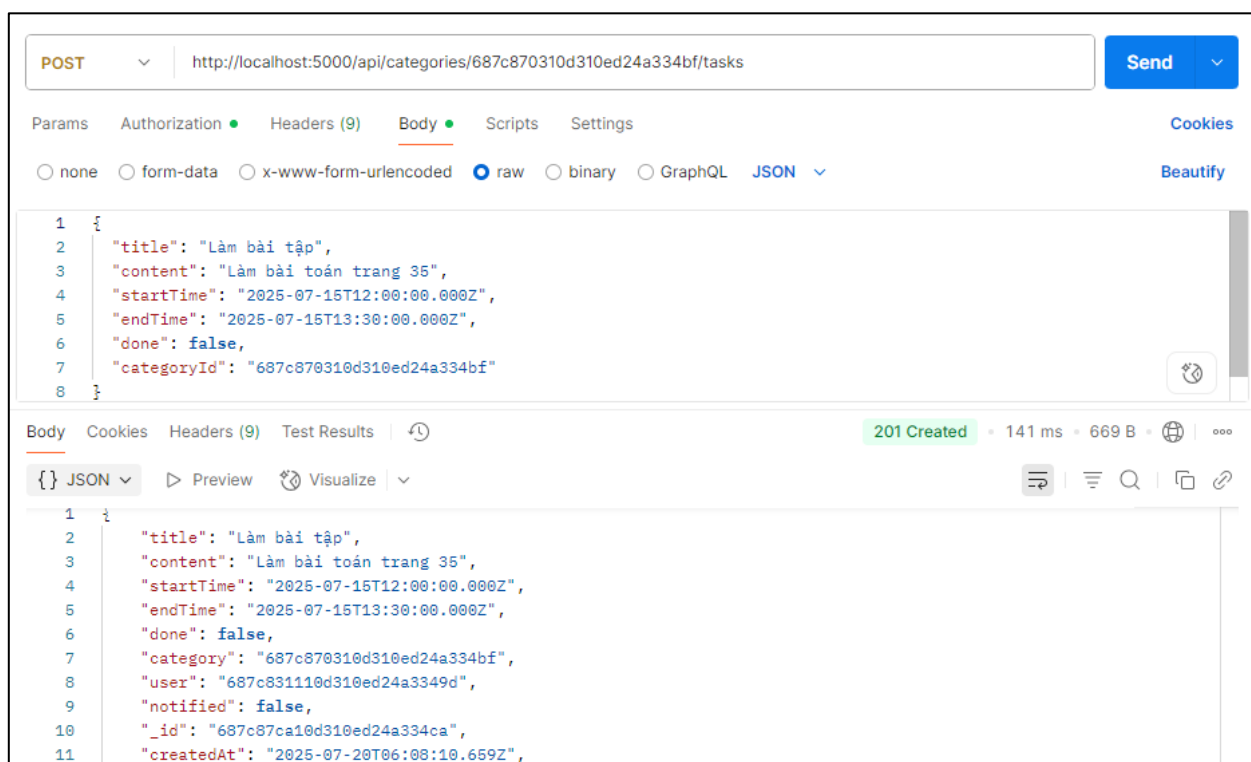 POST http://localhost:5000/api/categories/687c870310d310ed24a334bf/tasks Send
Params Authorization Headers (9) Body Scripts Settings Cookies
none form-data x-www-form-urlencoded raw binary GraphQL JSON Beautify
1 {
2 "title": "Làm bài tập",
3 "content": "Làm bài toán trang 35",
4 "startTime": "2025-07-15T12:00:00.000Z",
5 "endTime": "2025-07-15T13:30:00.000Z",
6 "done": false,
7 "categoryId": "687c870310d310ed24a334bf"
8 }
Body Cookies Headers (9) Test Results 201 Created 141 ms 669 B
{} JSON Preview Visualize
1 {
2 "title": "Làm bài tập",
3 "content": "Làm bài toán trang 35",
4 "startTime": "2025-07-15T12:00:00.000Z",
5 "endTime": "2025-07-15T13:30:00.000Z",
6 "done": false,
7 "category": "687c870310d310ed24a334bf",
8 "user": "687c831110d310ed24a3349d",
9 "notified": false,
10 "_id": "687c87ca10d310ed24a334ca",
11 "createdAt": "2025-07-20T06:08:10.659Z",